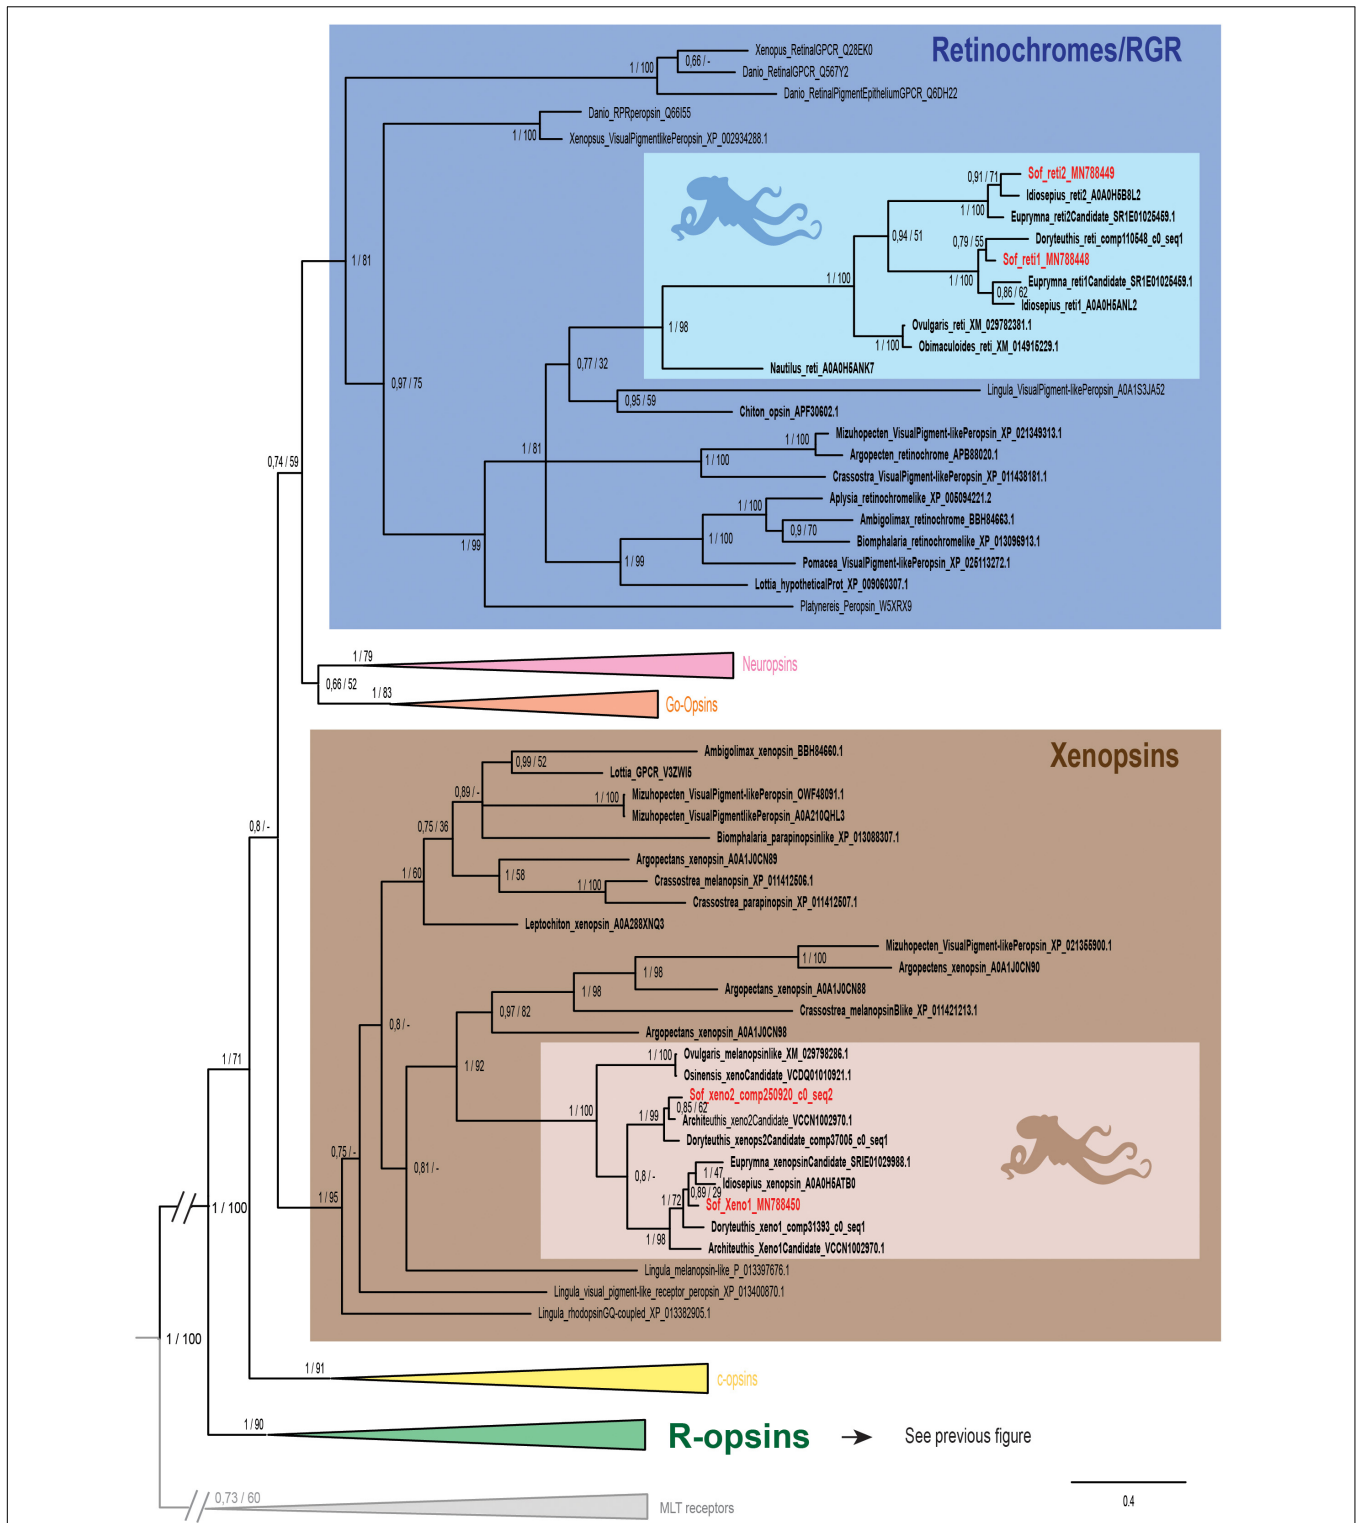 Retinochromes/RGR
Xenopus_RetinalGPCR_Q28EK0
0,66 / -
1 / 100
Danio_RetinalGPCR_Q567Y2
Danio_RetinalPigmentEpitheliumGPCR_Q6DH22
Danio_RPRperopsin_Q66I55
1 / 100
Xenopsus_VisualPigmentlikePeropsin_XP_002934288.1
0,91 / 71
Sof_reti2_MN788449
Idiosepius_reti2_A0A0H5B8L2
1 / 100
Euprymna_reti2Candidate_SR1E01025459.1
0,94 / 51
0,79 / 55
Doryteuthis_reti_comp110548_c0_seq1
Sof_reti1_MN788448
1 / 81
1 / 100
1 / 100
Euprymna_reti1Candidate_SR1E01025459.1
0,86 / 62
Idiosepius_reti1_A0A0H5ANL2
Ovulgaris_reti_XM_029782381.1
1 / 98
1 / 100
Obimaculoides_reti_XM_014915229.1
0,77 / 32
Nautilus_reti_A0A0H5ANK7
0,97 / 75
Lingula_VisualPigment-likePeropsin_A0A1S3JA52
0,95 / 59
Chiton_opsin_APF30602.1
1 / 100
Mizuhopecten_VisualPigment-likePeropsin_XP_021349313.1
1 / 81
Argopecten_retinochrome_APB88020.1
0,74 / 59
1 / 100
Crassostra_VisualPigment-likePeropsin_XP_011438181.1
1 / 100
Aplysia_retinochromelike_XP_005094221.2
Ambigolimax_retinochrome_BBH84663.1
0,9 / 70
1 / 99
1 / 100
Biomphalaria_retinochromelike_XP_013096913.1
1 / 99
Pomacea_VisualPigment-likePeropsin_XP_025113272.1
Lottia_hypotheticalProt_XP_009060307.1
Platynereis_Peropsin_W5XRX9
1 / 79
Neuropsins
0,66 / 52
1 / 83
Go-Opsins
Xenopsins
Ambigolimax_xenopsin_BBH84660.1
0,99 / 52
Lottia_GPCR_V3ZWI5
0,89 / -
Mizuhopecten_VisualPigment-likePeropsin_OWF48091.1
1 / 100
Mizuhopecten_VisualPigmentlikePeropsin_A0A210QHL3
0,8 / -
0,75 / 36
Biomphalaria_parapinopsinlike_XP_013088307.1
Argopectans_xenopsin_A0A1J0CN89
1 / 60
1 / 58
Crassostrea_melanopsin_XP_011412506.1
1 / 100
Crassostrea_parapinopsin_XP_011412507.1
Leptochiton_xenopsin_A0A288XNQ3
Mizuhopecten_VisualPigment-likePeropsin_XP_021355900.1
1 / 100
Argopectens_xenopsin_A0A1J0CN90
1 / 98
Argopectans_xenopsin_A0A1J0CN88
1 / 98
0,97 / 82
Crassostrea_melanopsinBlike_XP_011421213.1
0,8 / -
Argopectans_xenopsin_A0A1J0CN98
1 / 100
Ovulgaris_melanopsinlike_XM_029798286.1
1 / 71
1 / 92
Osinensis_xenoCandidate_VCDQ01010921.1
Sof_xeno2_comp250920_c0_seq2
0,85 / 62
1 / 100
1 / 99
Architeuthis_xeno2Candidate_VCCN1002970.1
Doryteuthis_xenops2Candidate_comp37005_c0_seq1
0,75 / -
Euprymna_xenopsinCandidate_SRIE01029988.1
0,81 / -
0,8 / -
1 / 47
Idiosepius_xenopsin_A0A0H5ATB0
0,89 / 29
1 / 95
1 / 72
Sof_Xeno1_MN788450
1 / 100
Doryteuthis_xeno1_comp31393_c0_seq1
1 / 98
Architeuthis_Xeno1Candidate_VCCN1002970.1
Lingula_melanopsin-like_P_013397676.1
Lingula_visual_pigment-like_receptor_peropsin_XP_013400870.1
Lingula_rhodopsinGQ-coupled_XP_013382905.1
1 / 100
1 / 91
c-opsins
1 / 90
R-opsins
See previous figure
0,73 / 60
MLT receptors
0.4